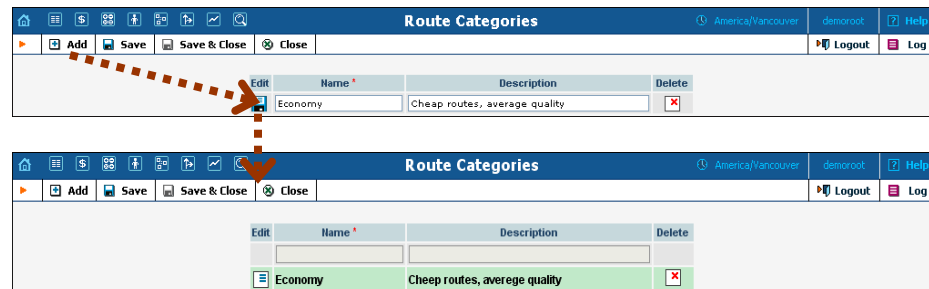 Route Categories America/Vancouver demoroot ? Help
Add Save Save & Close Close Logout Log
Edit Name * Description Delete
Economy Cheap routes, average quality
Route Categories America/Vancouver demoroot ? Help
Add Save Save & Close Close Logout Log
Edit Name * Description Delete
Economy Cheep routes, averege quality